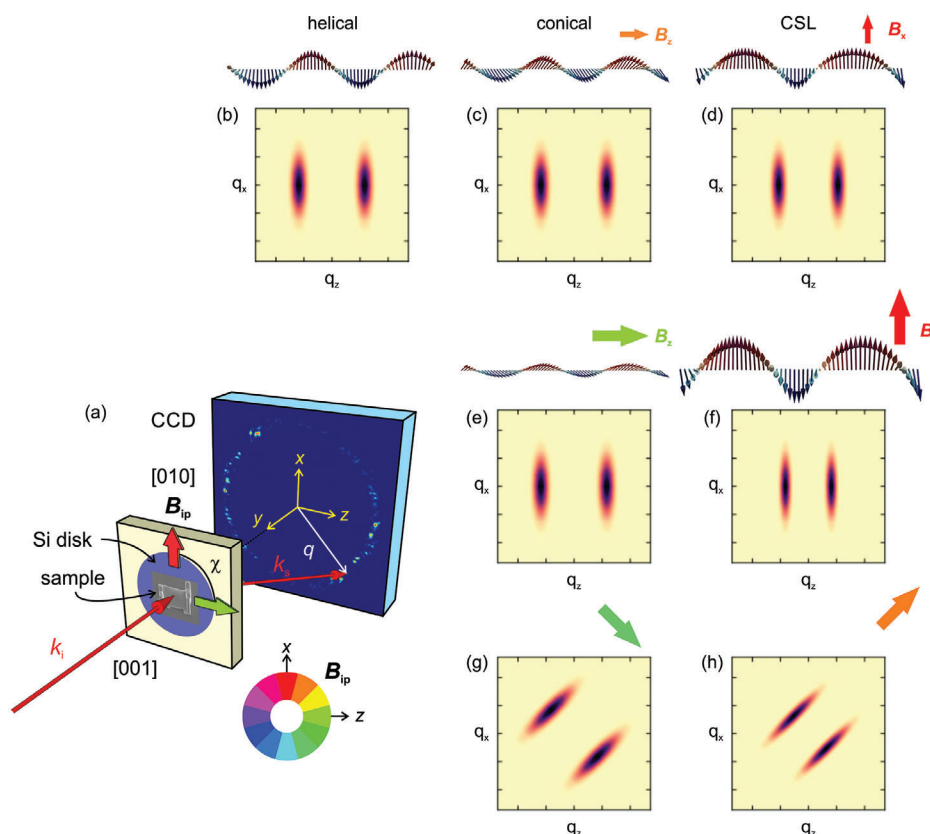 helical conical CSL
B_z B_x
(b) (c) (d)
q_x q_x q_x
q_z q_z q_z
B_z B
(a) (e) (f)
CCD
[010]
B_ip
x
y z
q
Si disk χ
sample
k_s
k_i
[001]
q_x q_x
q_z q_z
(g) (h)
x B_ip
z
q_x q_x
q_z q_z